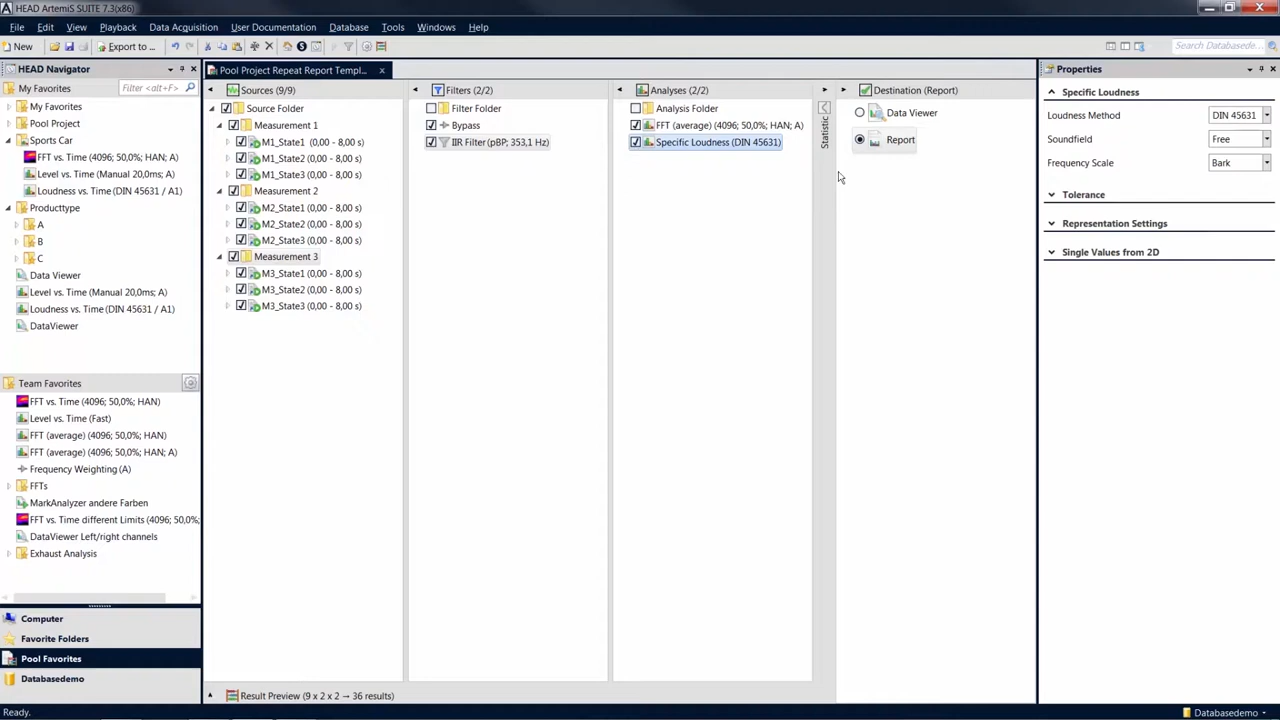 HEAD ArtemiS SUITE 7.3(x86)
File Edit View Playback Data Acquisition User Documentation Database Tools Windows Help
New Export to ... Search Databasede...
HEAD Navigator
My Favorites Filter <alt+F>
My Favorites
Pool Project
Sports Car
FFT vs. Time (4096; 50,0%; HAN)
Level vs. Time (Manual 20,0ms; A)
Loudness vs. Time (DIN 45631 / A1)
Producttype
A
B
C
Data Viewer
Level vs. Time (Manual 20,0ms; A)
Loudness vs. Time (DIN 45631 / A1)
DataViewer
Team Favorites
FFT vs. Time (4096; 50,0%; HAN)
Level vs. Time (Fast)
FFT (average) (4096; 50,0%; HAN)
FFT (average) (4096; 50,0%; HAN; A)
Frequency Weighting (A)
FFTs
MarkAnalyzer andere Farben
FFT vs. Time different Limits (4096; 50,0%;
DataViewer Left/right channels
Exhaust Analysis
Computer
Favorite Folders
Pool Favorites
Databasedemo
Pool Project Repeat Report Templ...
Sources (9/9)
Source Folder
Measurement 1
M1_State1 (0,00 - 8,00 s)
M1_State2 (0,00 - 8,00 s)
M1_State3 (0,00 - 8,00 s)
Measurement 2
M2_State1 (0,00 - 8,00 s)
M2_State2 (0,00 - 8,00 s)
M2_State3 (0,00 - 8,00 s)
Measurement 3
M3_State1 (0,00 - 8,00 s)
M3_State2 (0,00 - 8,00 s)
M3_State3 (0,00 - 8,00 s)
Filters (2/2)
Filter Folder
Bypass
IIR Filter (pBP; 353,1 Hz)
Analyses (2/2)
Analysis Folder
FFT (average) (4096; 50,0%; HAN; A)
Specific Loudness (DIN 45631)
Statistic
Destination (Report)
Data Viewer
Report
Result Preview (9 x 2 x 2 → 36 results)
Properties
Specific Loudness
Loudness Method DIN 45631
Soundfield Free
Frequency Scale Bark
Tolerance
Representation Settings
Single Values from 2D
Ready. Databasedemo